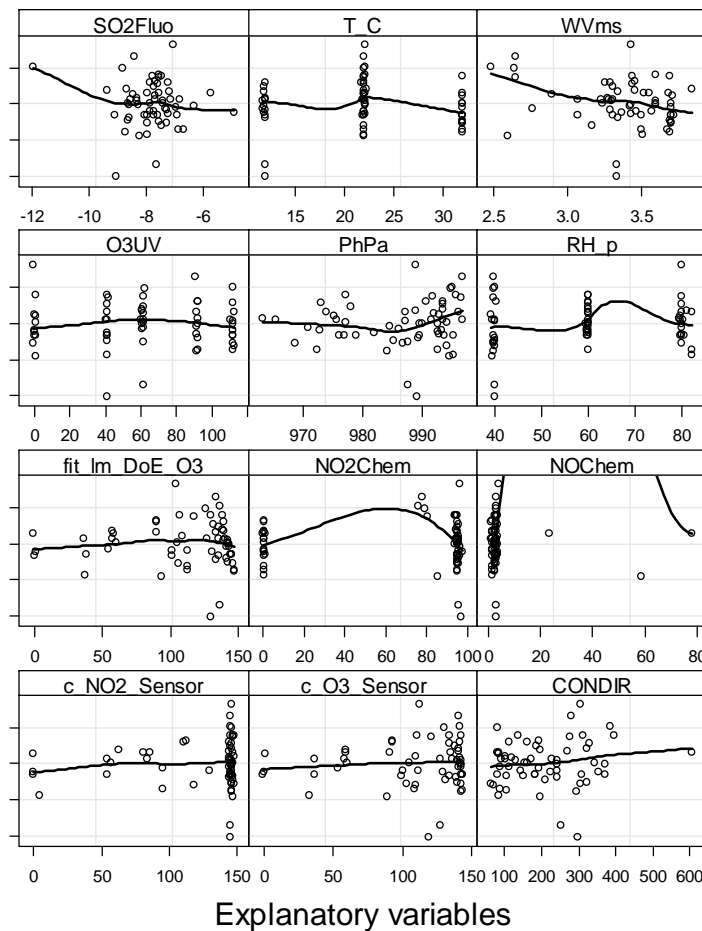 SO2Fluo T_C WVms
-12 -10 -8 -6 15 20 25 30 2.5 3.0 3.5
O3UV PhPa RH_p
0 20 40 60 80 100 970 980 990 40 50 60 70 80
fit_lm_DoE_O3 NO2Chem NOChem
0 50 100 150 0 20 40 60 80 100 0 20 40 60 80
c_NO2_Sensor c_O3_Sensor CONDIR
0 50 100 150 0 50 100 150 100 200 300 400 500 600
Explanatory variables